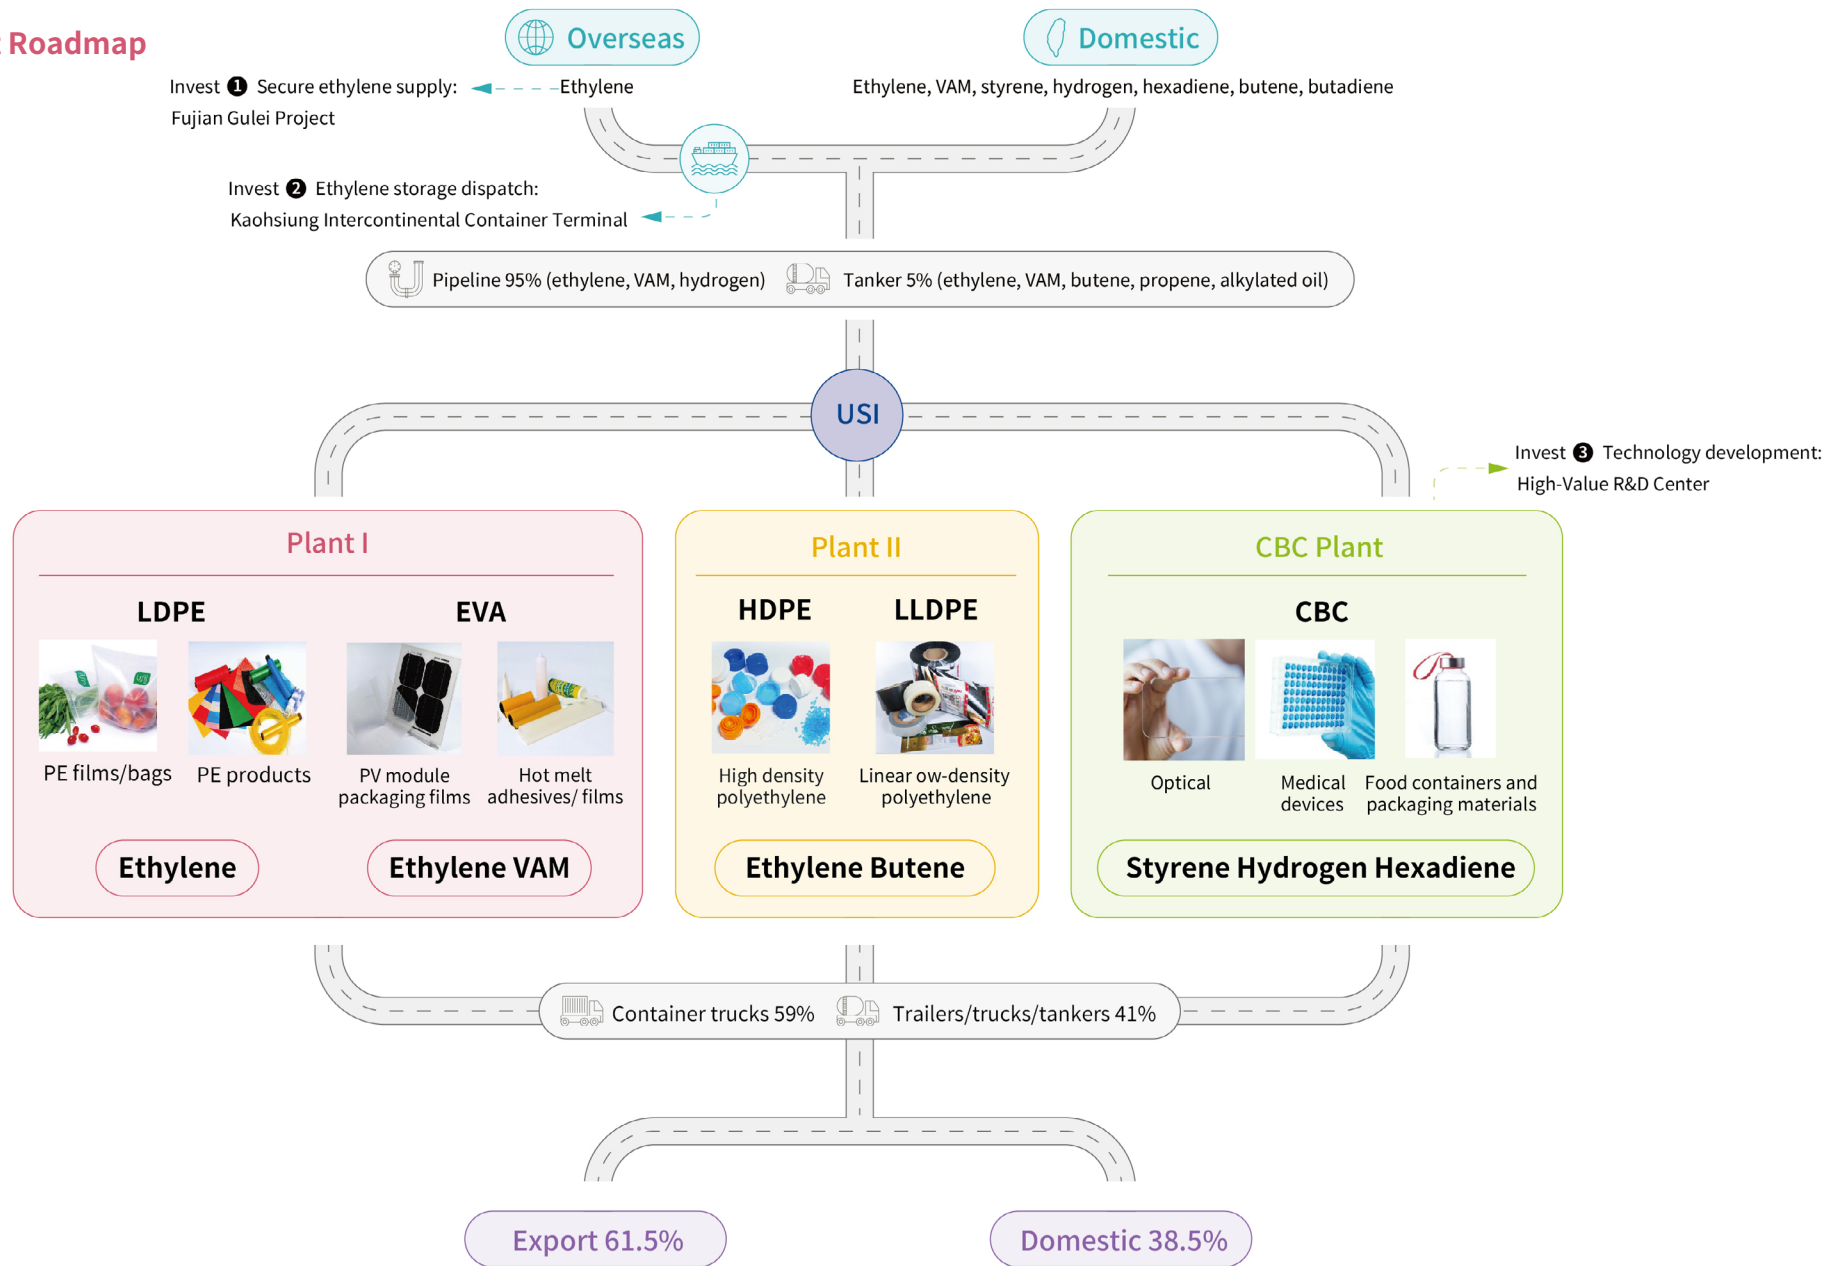 Roadmap
Overseas
Domestic
Invest 1 Secure ethylene supply:
Fujian Gulei Project
Ethylene
Ethylene, VAM, styrene, hydrogen, hexadiene, butene, butadiene
Invest 2 Ethylene storage dispatch:
Kaohsiung Intercontinental Container Terminal
Pipeline 95% (ethylene, VAM, hydrogen)
Tanker 5% (ethylene, VAM, butene, propene, alkylated oil)
USI
Invest 3 Technology development:
High-Value R&D Center
Plant I
LDPE
EVA
PE films/bags
PE products
PV module
packaging films
Hot melt
adhesives/ films
Ethylene
Ethylene VAM
Plant II
HDPE
LLDPE
High density
polyethylene
Linear ow-density
polyethylene
Ethylene Butene
CBC Plant
CBC
Optical
Medical
devices
Food containers and
packaging materials
Styrene Hydrogen Hexadiene
Container trucks 59%
Trailers/trucks/tankers 41%
Export 61.5%
Domestic 38.5%